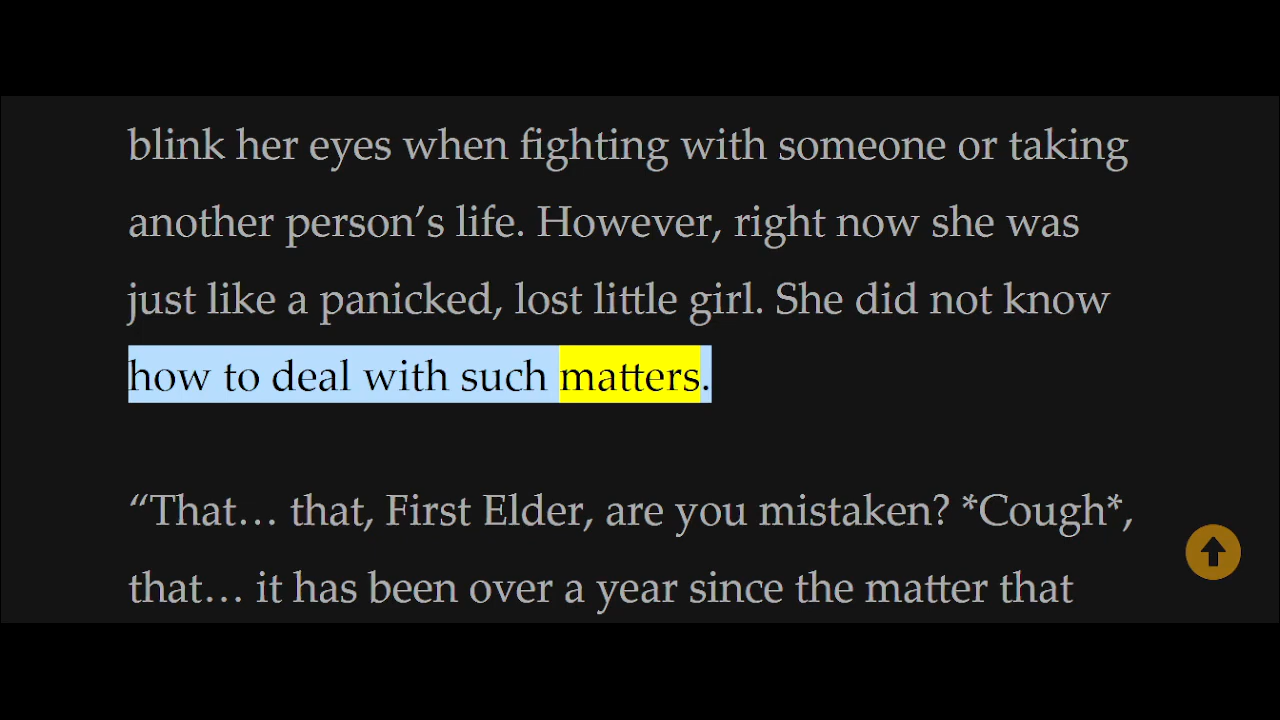 blink her eyes when fighting with someone or taking
another person’s life. However, right now she was
just like a panicked, lost little girl. She did not know
how to deal with such matters.
“That… that, First Elder, are you mistaken? *Cough*,
that… it has been over a year since the matter that